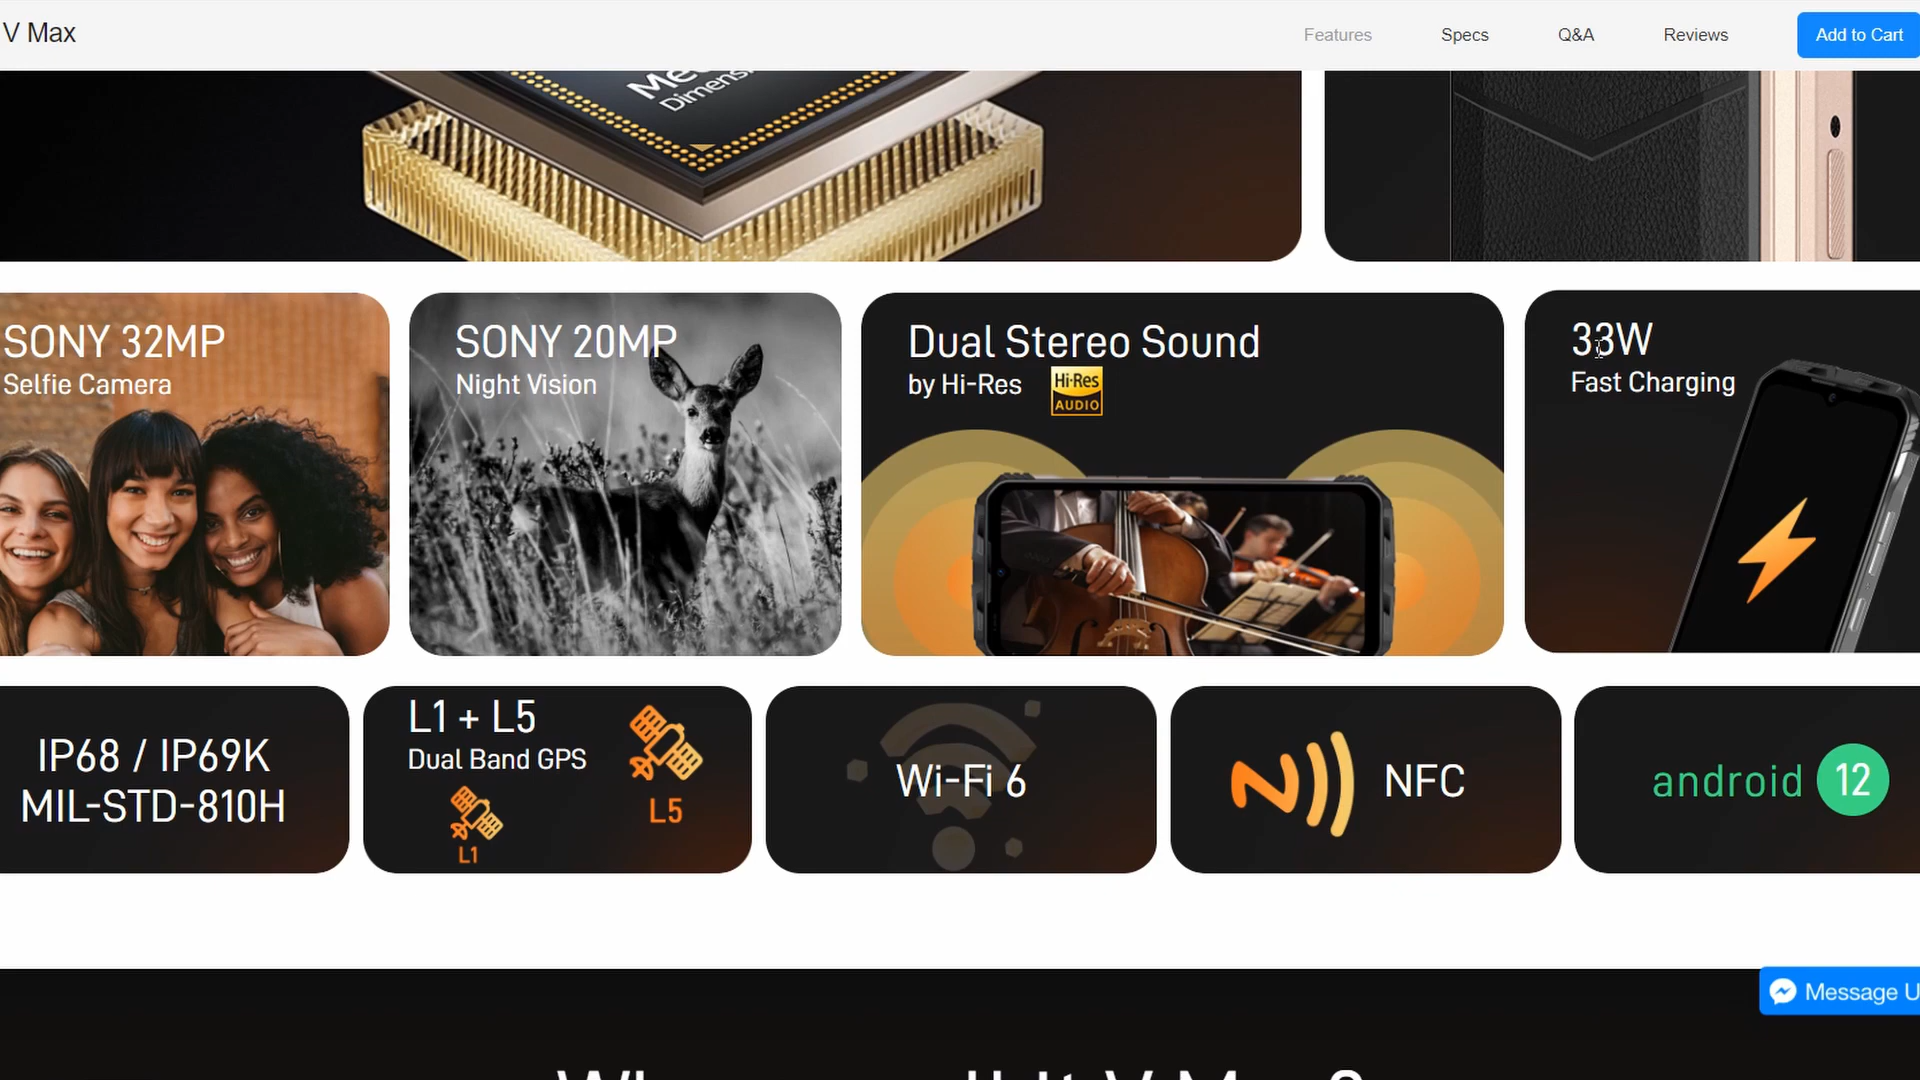 V Max
Features
Specs
Q&A
Reviews
Add to Cart
Dimens
SONY 32MP
Selfie Camera
SONY 20MP
Night Vision
Dual Stereo Sound
by Hi-Res
Hi-Res
AUDIO
33W
Fast Charging
IP68 / IP69K
MIL-STD-810H
L1 + L5
Dual Band GPS
L5
L1
Wi-Fi 6
NFC
android 12
Message U
V Max?